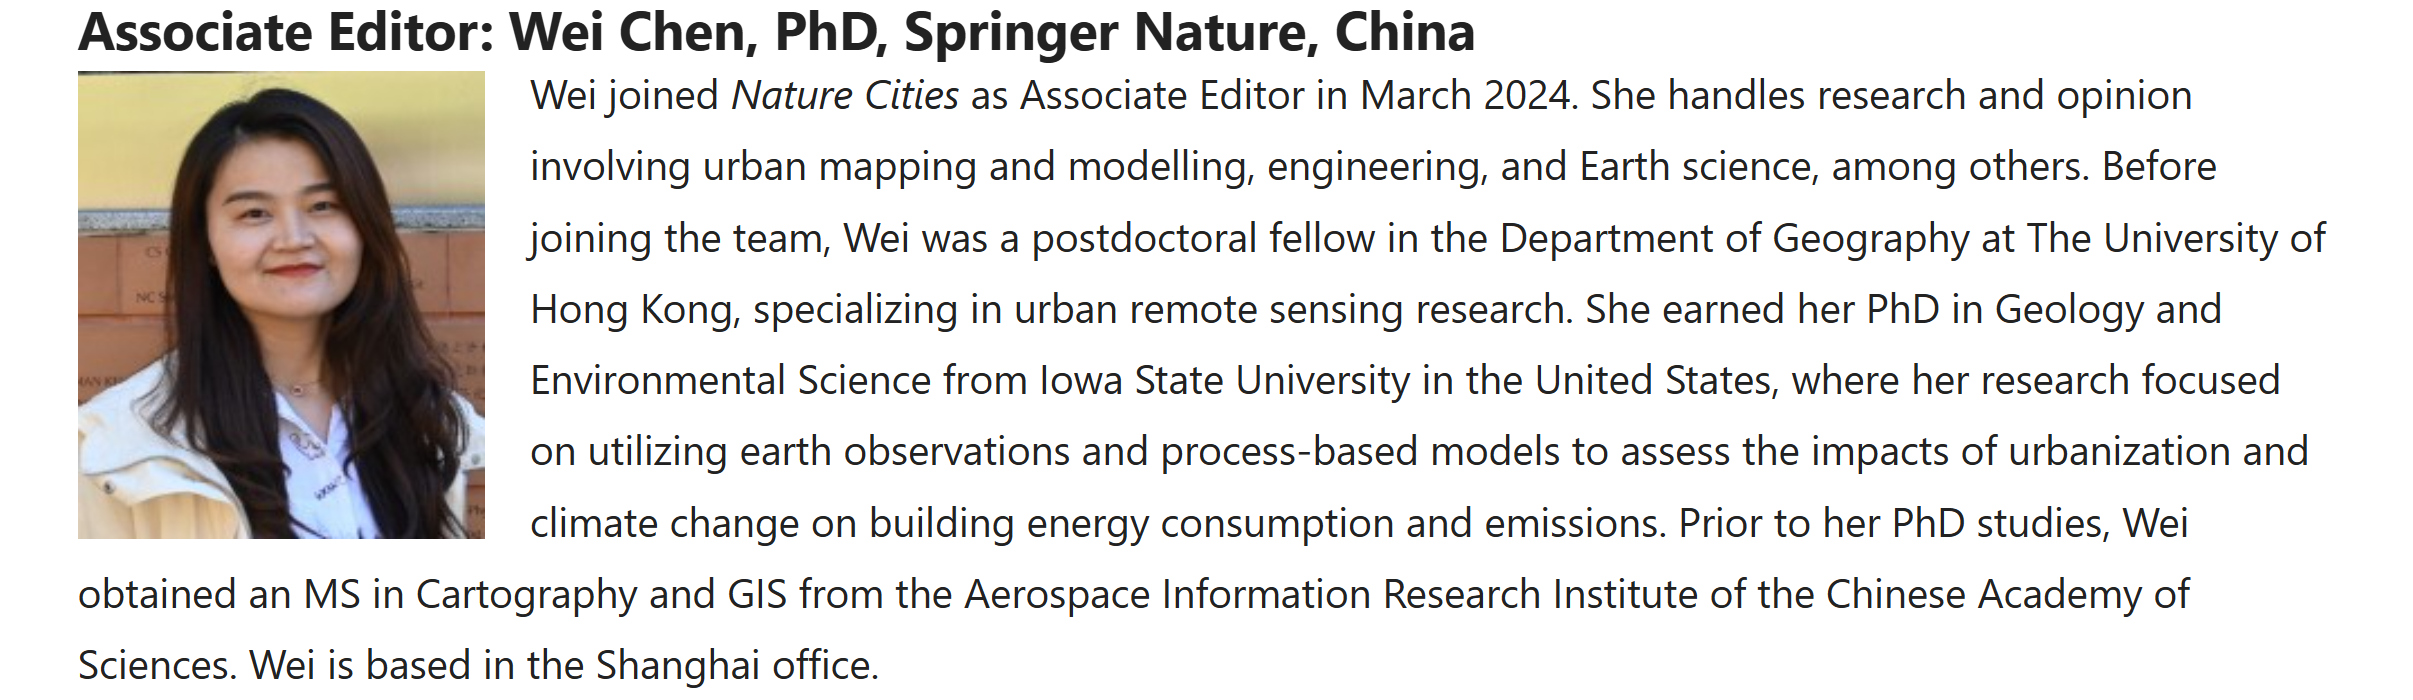 Associate Editor: Wei Chen, PhD, Springer Nature, China
Wei joined Nature Cities as Associate Editor in March 2024. She handles research and opinion
involving urban mapping and modelling, engineering, and Earth science, among others. Before
joining the team, Wei was a postdoctoral fellow in the Department of Geography at The University of
Hong Kong, specializing in urban remote sensing research. She earned her PhD in Geology and
Environmental Science from Iowa State University in the United States, where her research focused
on utilizing earth observations and process-based models to assess the impacts of urbanization and
climate change on building energy consumption and emissions. Prior to her PhD studies, Wei
obtained an MS in Cartography and GIS from the Aerospace Information Research Institute of the Chinese Academy of
Sciences. Wei is based in the Shanghai office.